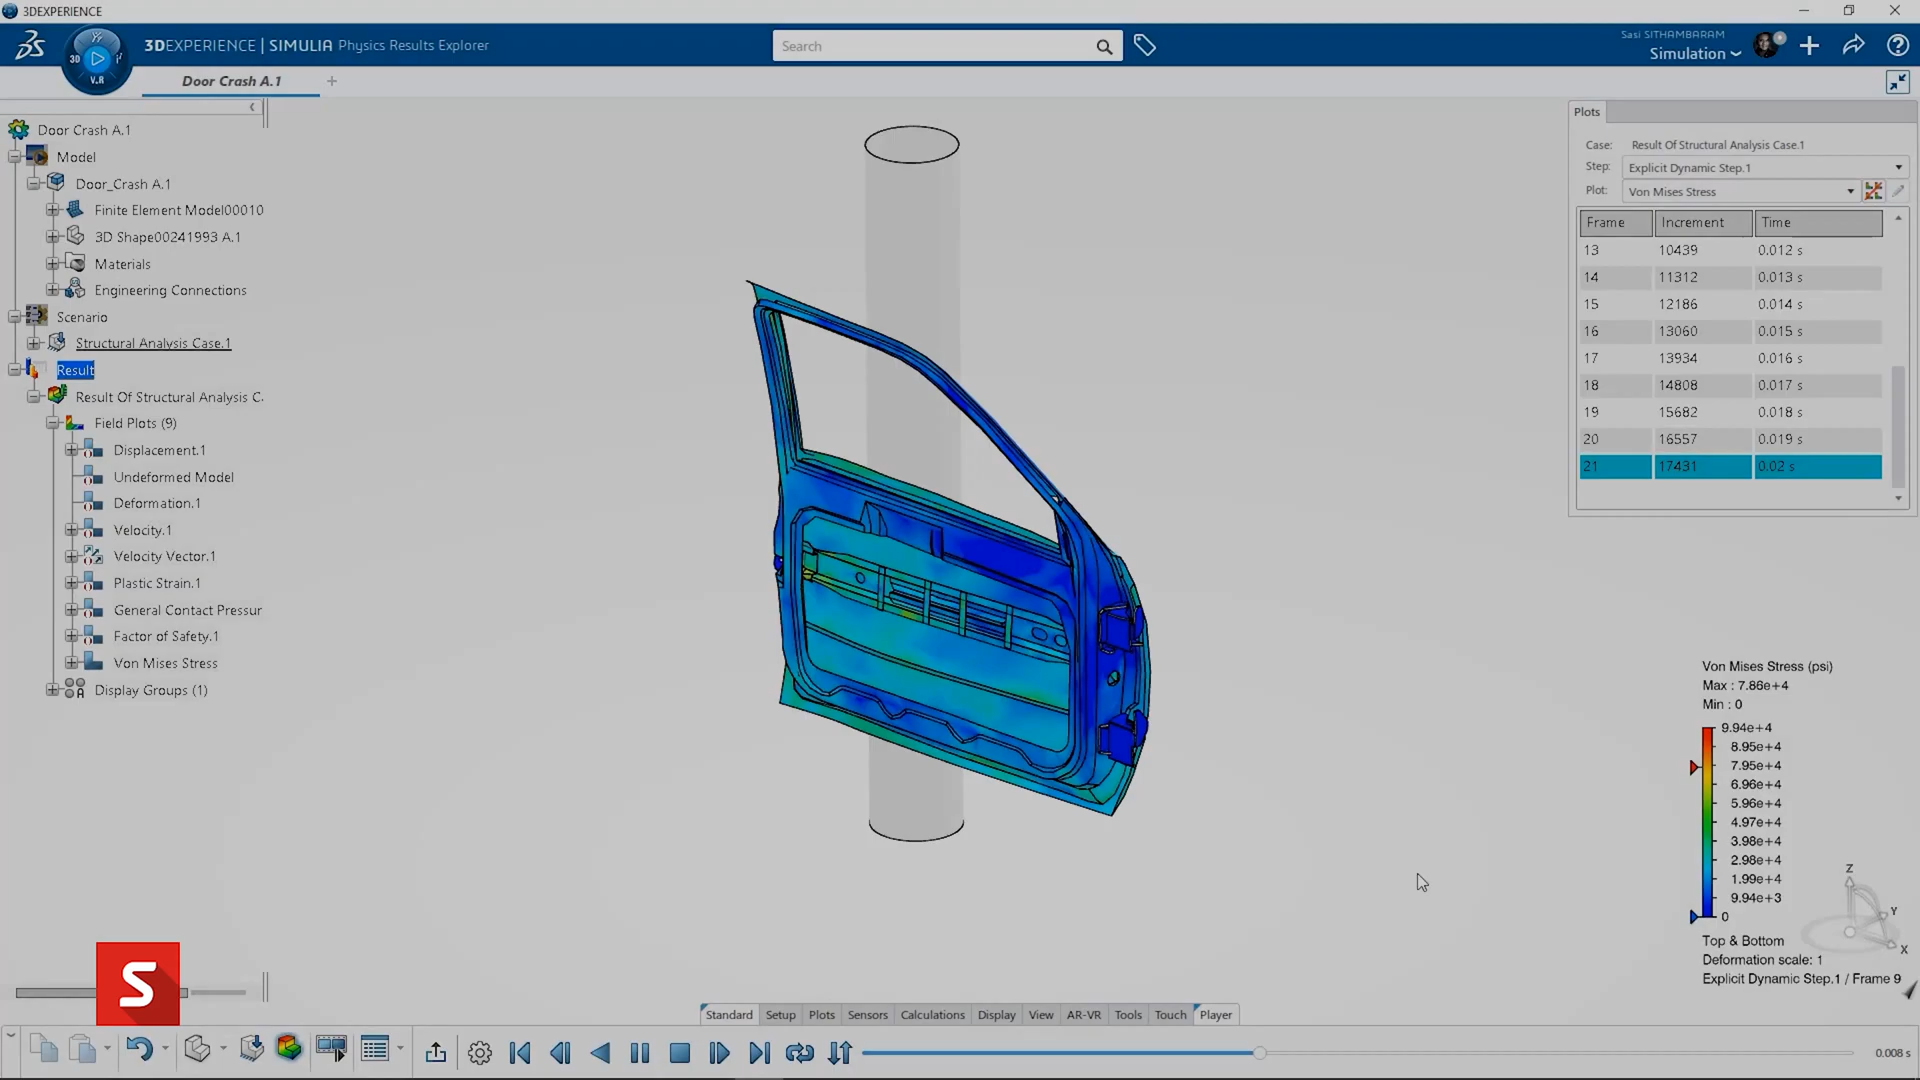 3DEXPERIENCE
3DEXPERIENCE | SIMULIA Physics Results Explorer
Search
Sasi SITHAMBARAM
Simulation
3D
V.R
Door Crash A.1
Door Crash A.1
Model
Door_Crash A.1
Finite Element Model00010
3D Shape00241993 A.1
Materials
Engineering Connections
Scenario
Structural Analysis Case.1
Result
Result Of Structural Analysis C.
Field Plots (9)
Displacement.1
Undeformed Model
Deformation.1
Velocity.1
Velocity Vector.1
Plastic Strain.1
General Contact Pressur
Factor of Safety.1
Von Mises Stress
Display Groups (1)
Plots
Case: Result Of Structural Analysis Case.1
Step: Explicit Dynamic Step.1
Plot: Von Mises Stress
Frame Increment Time
13 10439 0.012 s
14 11312 0.013 s
15 12186 0.014 s
16 13060 0.015 s
17 13934 0.016 s
18 14808 0.017 s
19 15682 0.018 s
20 16557 0.019 s
21 17431 0.02 s
Von Mises Stress (psi)
Max : 7.86e+4
Min : 0
9.94e+4
8.95e+4
7.95e+4
6.96e+4
5.96e+4
4.97e+4
3.98e+4
2.98e+4
1.99e+4
9.94e+3
0
Z
Y
X
Top & Bottom
Deformation scale: 1
Explicit Dynamic Step.1 / Frame 9
S
Standard Setup Plots Sensors Calculations Display View AR-VR Tools Touch Player
0.008 s